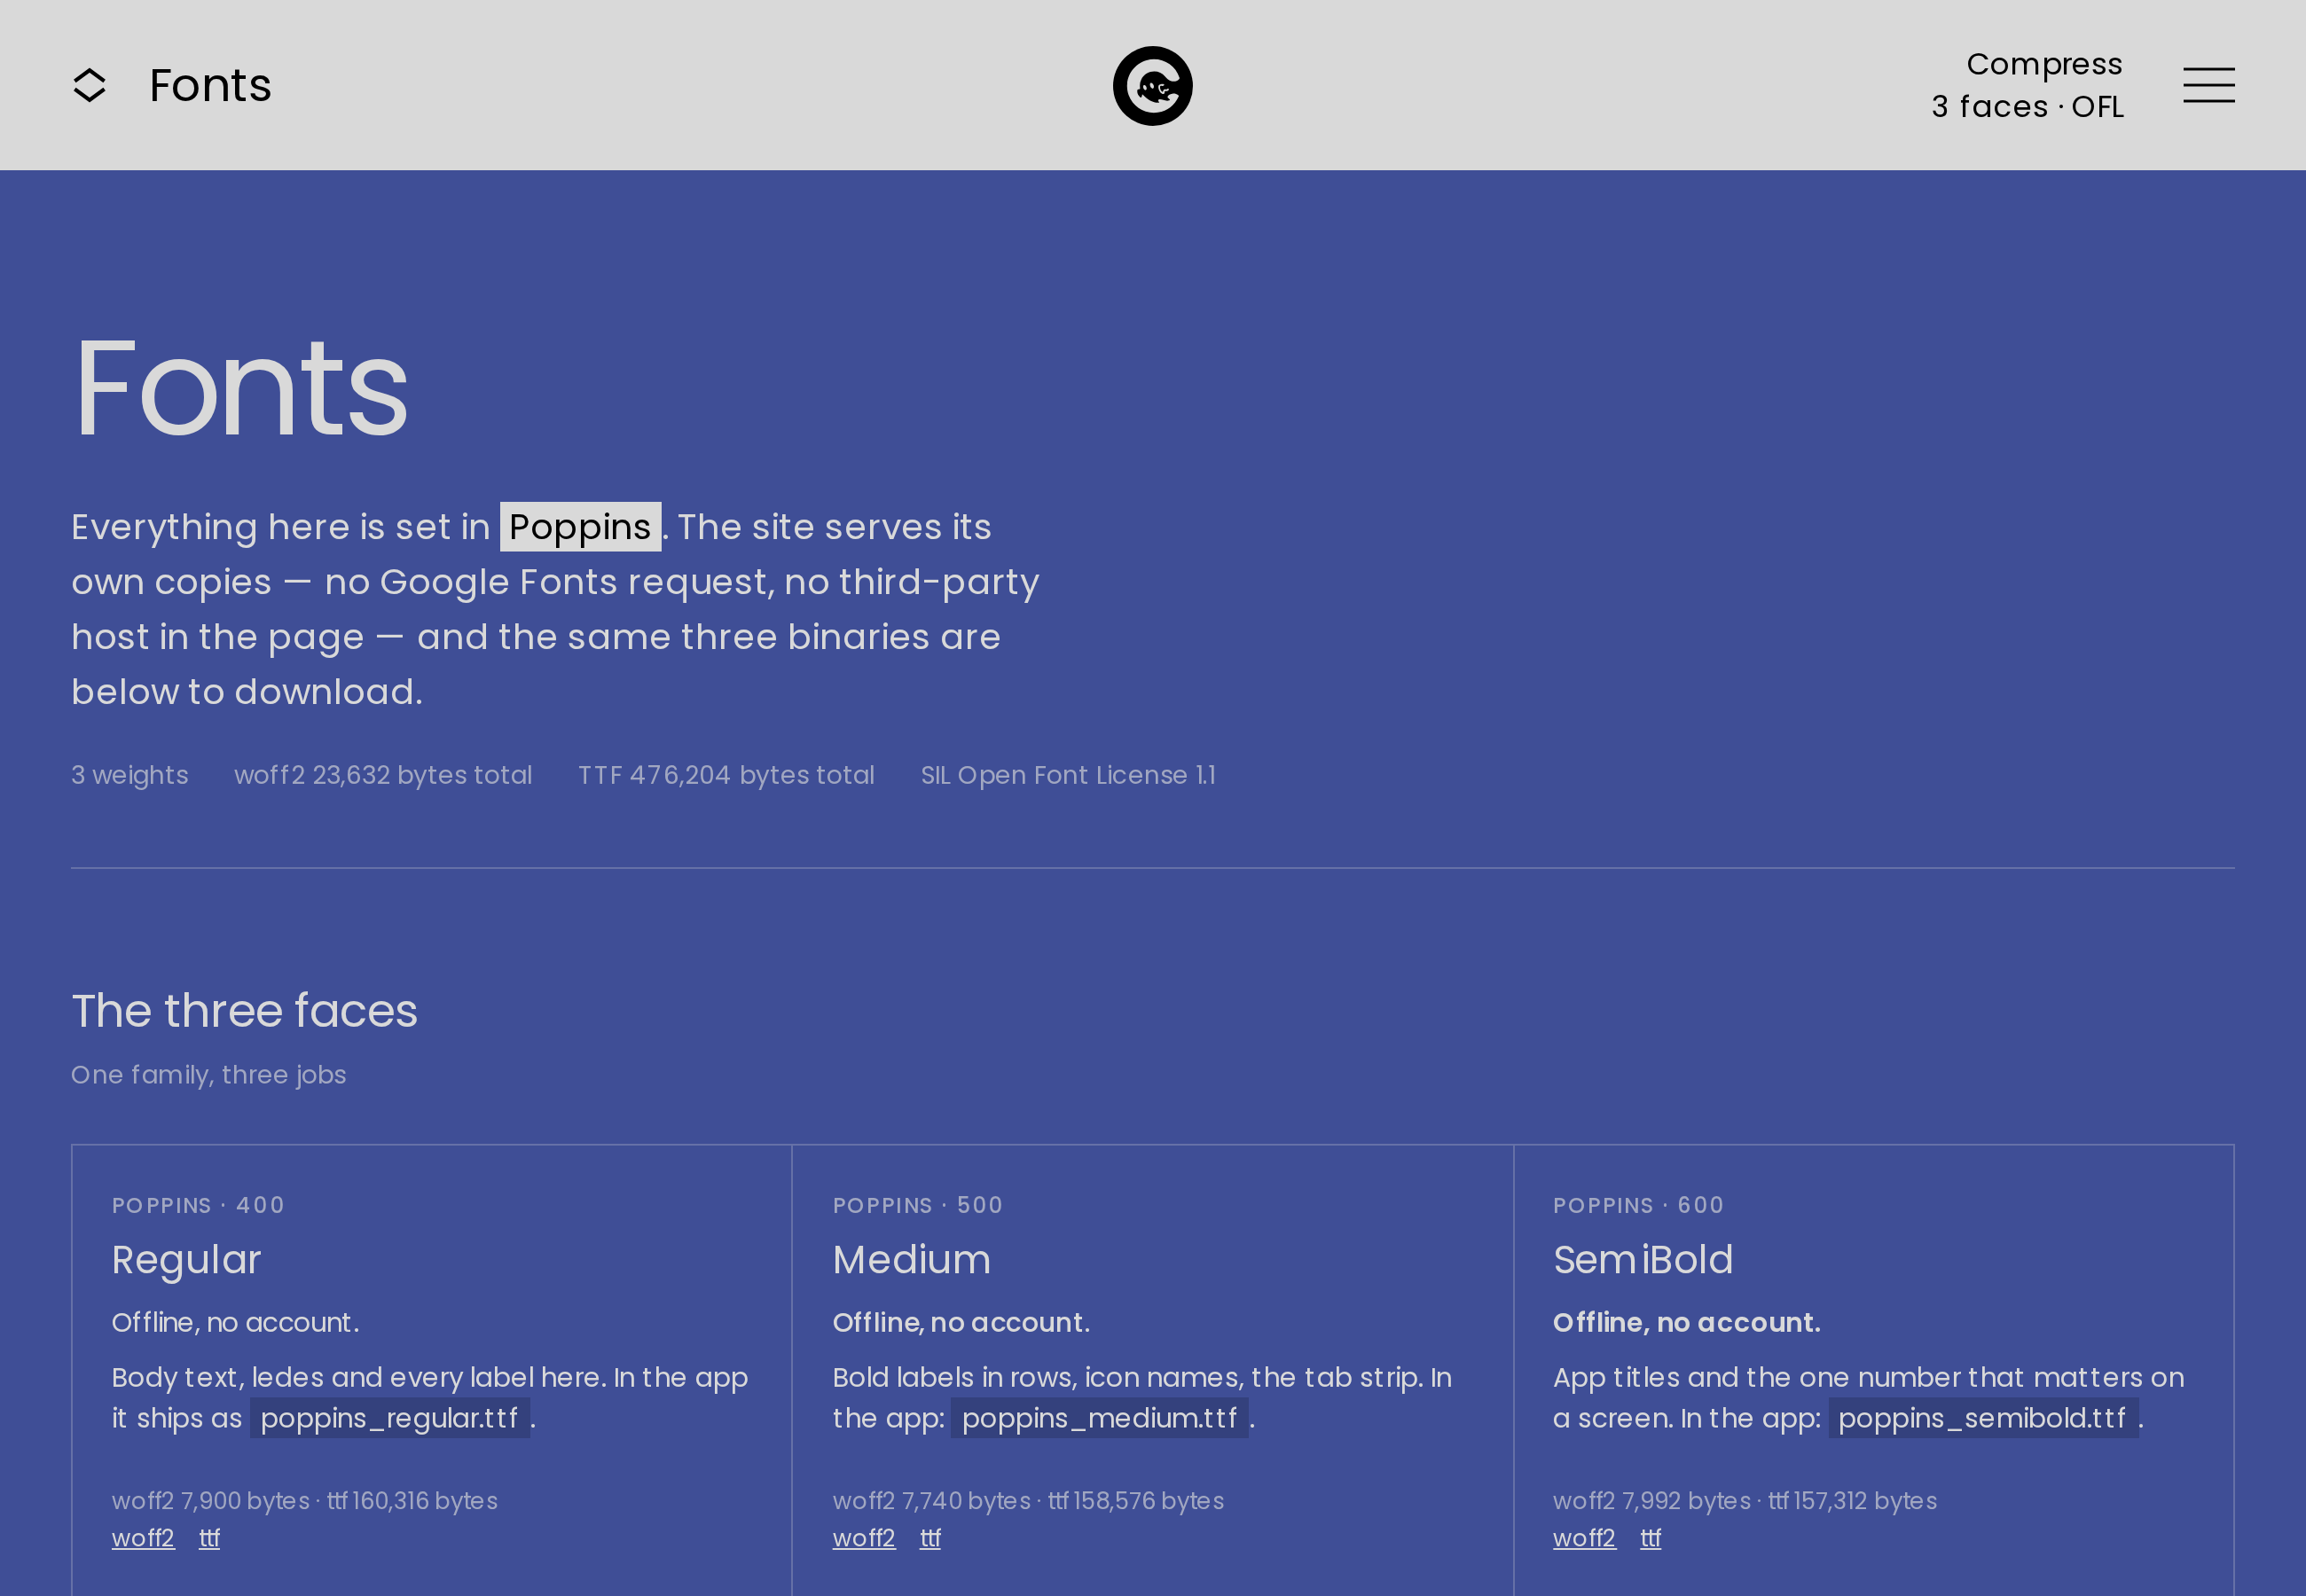 Fonts
Compress
3 faces · OFL
Fonts
Everything here is set in Poppins. The site serves its
own copies — no Google Fonts request, no third-party
host in the page — and the same three binaries are
below to download.
3 weights woff2 23,632 bytes total TTF 476,204 bytes total SIL Open Font License 1.1
The three faces
One family, three jobs
POPPINS · 400
Regular
Offline, no account.
Body text, ledes and every label here. In the app
it ships as poppins_regular.ttf .
woff2 7,900 bytes · ttf 160,316 bytes
woff2 ttf
POPPINS · 500
Medium
Offline, no account.
Bold labels in rows, icon names, the tab strip. In
the app: poppins_medium.ttf .
woff2 7,740 bytes · ttf 158,576 bytes
woff2 ttf
POPPINS · 600
SemiBold
Offline, no account.
App titles and the one number that matters on
a screen. In the app: poppins_semibold.ttf .
woff2 7,992 bytes · ttf 157,312 bytes
woff2 ttf